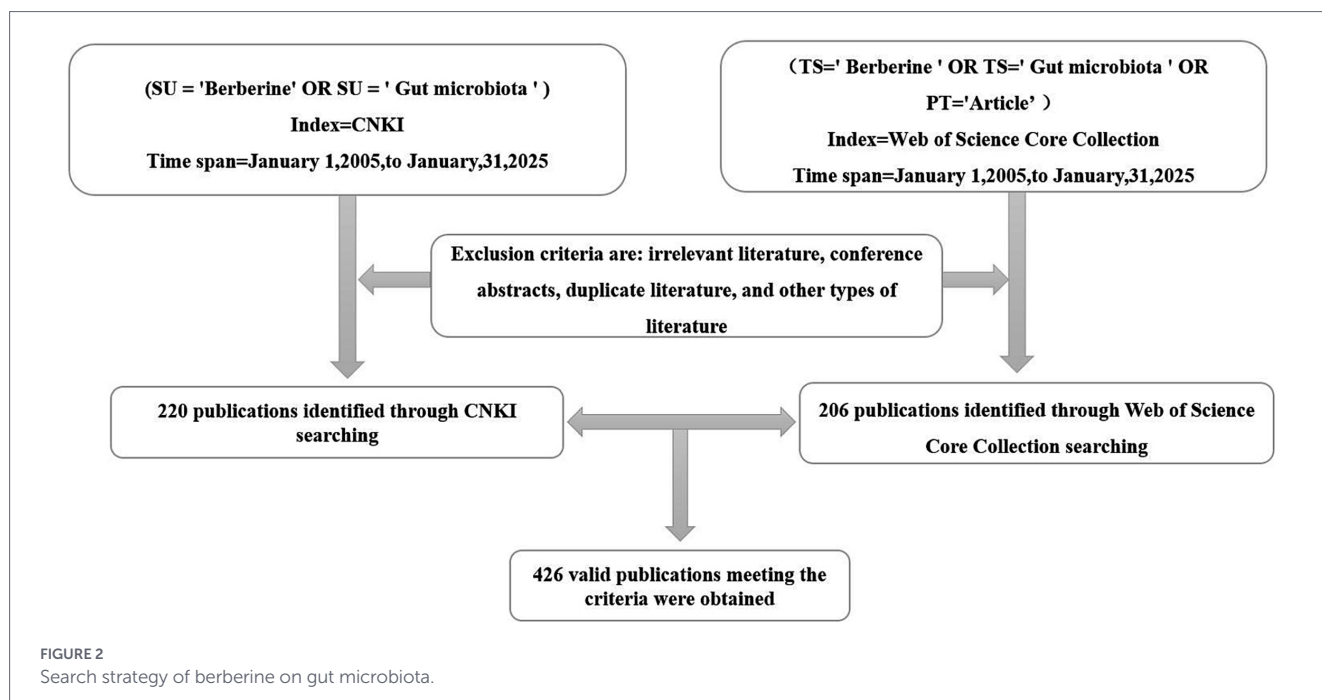 (SU = 'Berberine' OR SU = ' Gut microbiota ' )
Index=CNKI
Time span=January 1,2005,to January,31,2025
（TS=' Berberine ' OR TS=' Gut microbiota ' OR
PT='Article’ ）
Index=Web of Science Core Collection
Time span=January 1,2005,to January,31,2025
Exclusion criteria are: irrelevant literature, conference
abstracts, duplicate literature, and other types of
literature
220 publications identified through CNKI
searching
206 publications identified through Web of Science
Core Collection searching
426 valid publications meeting the
criteria were obtained
FIGURE 2
Search strategy of berberine on gut microbiota.